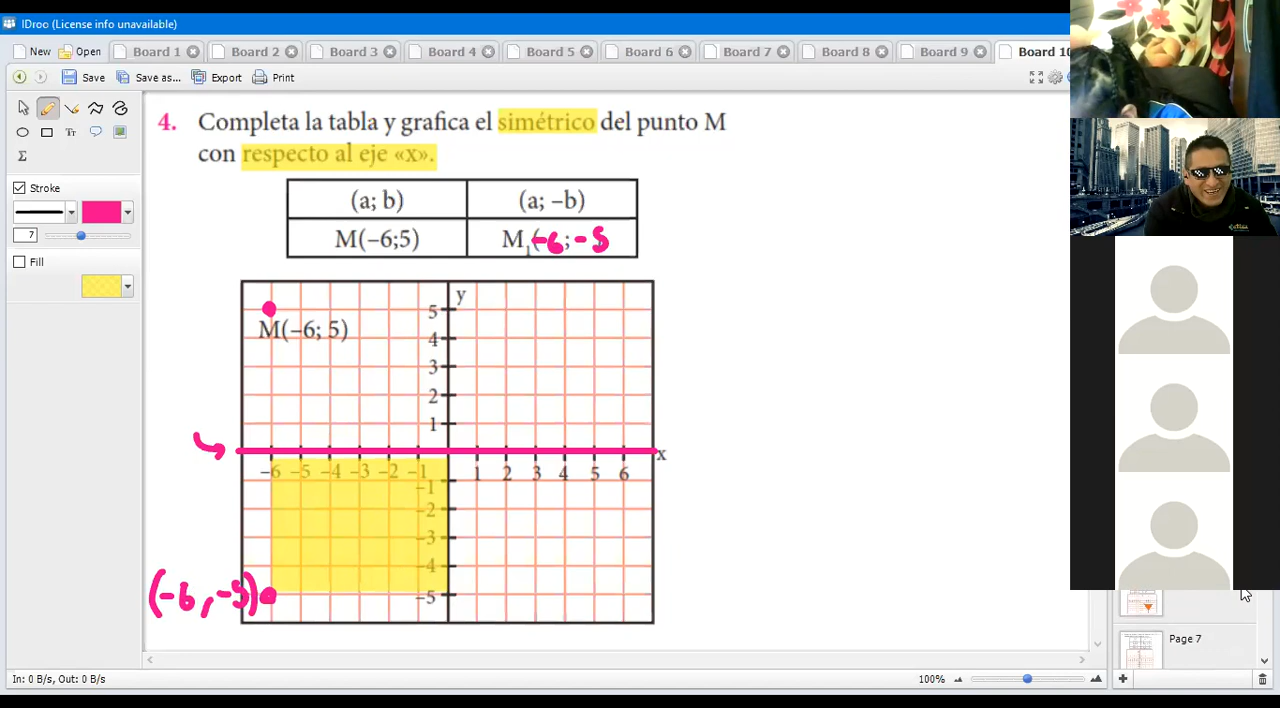 IDroo (License info unavailable)
New Open Board 1 Board 2 Board 3 Board 4 Board 5 Board 6 Board 7 Board 8 Board 9 Board 10
Save Save as... Export Print
Stroke
7
Fill
4. Completa la tabla y grafica el simétrico del punto M
con respecto al eje «x».
(a; b) (a; –b)
M(–6;5) M₁(-6; -5
y
5
M(–6; 5)
4
3
2
1
x
–6 –5 –4 –3 –2 –1 1 2 3 4 5 6
–1
–2
–3
–4
(-6, -5) –5
Page 7
In: 0 B/s, Out: 0 B/s 100%